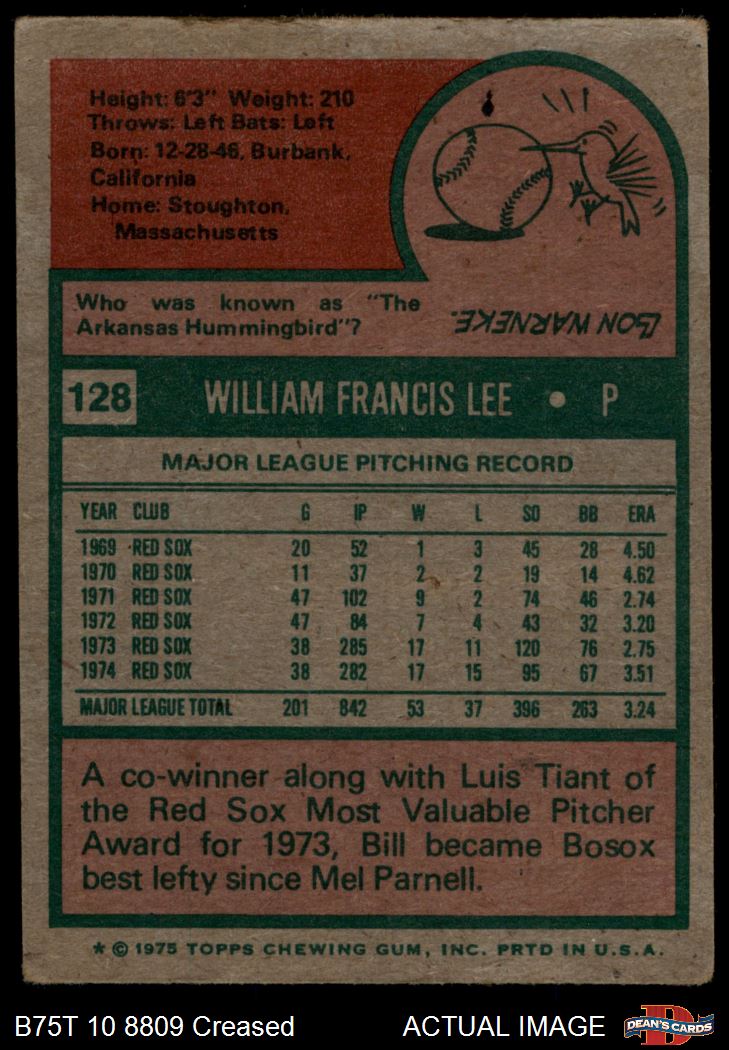 Height: 6'3" Weight: 210
Throws: Left Bats: Left
Born: 12-28-46, Burbank,
California
Home: Stoughton,
Massachusetts
Who was known as "The
Arkansas Hummingbird"?
LON WARNEKE.
128 WILLIAM FRANCIS LEE • P
MAJOR LEAGUE PITCHING RECORD
YEAR CLUB G IP W L SO BB ERA
1969 RED SOX 20 52 1 3 45 28 4.50
1970 RED SOX 11 37 2 2 19 14 4.62
1971 RED SOX 47 102 9 2 74 46 2.74
1972 RED SOX 47 84 7 4 43 32 3.20
1973 RED SOX 38 285 17 11 120 76 2.75
1974 RED SOX 38 282 17 15 95 67 3.51
MAJOR LEAGUE TOTAL 201 842 53 37 396 263 3.24
A co-winner along with Luis Tiant of
the Red Sox Most Valuable Pitcher
Award for 1973, Bill became Bosox
best lefty since Mel Parnell.
* © 1975 TOPPS CHEWING GUM, INC. PRTD IN U.S.A.
B75T 10 8809 Creased ACTUAL IMAGE
DEAN'S CARDS